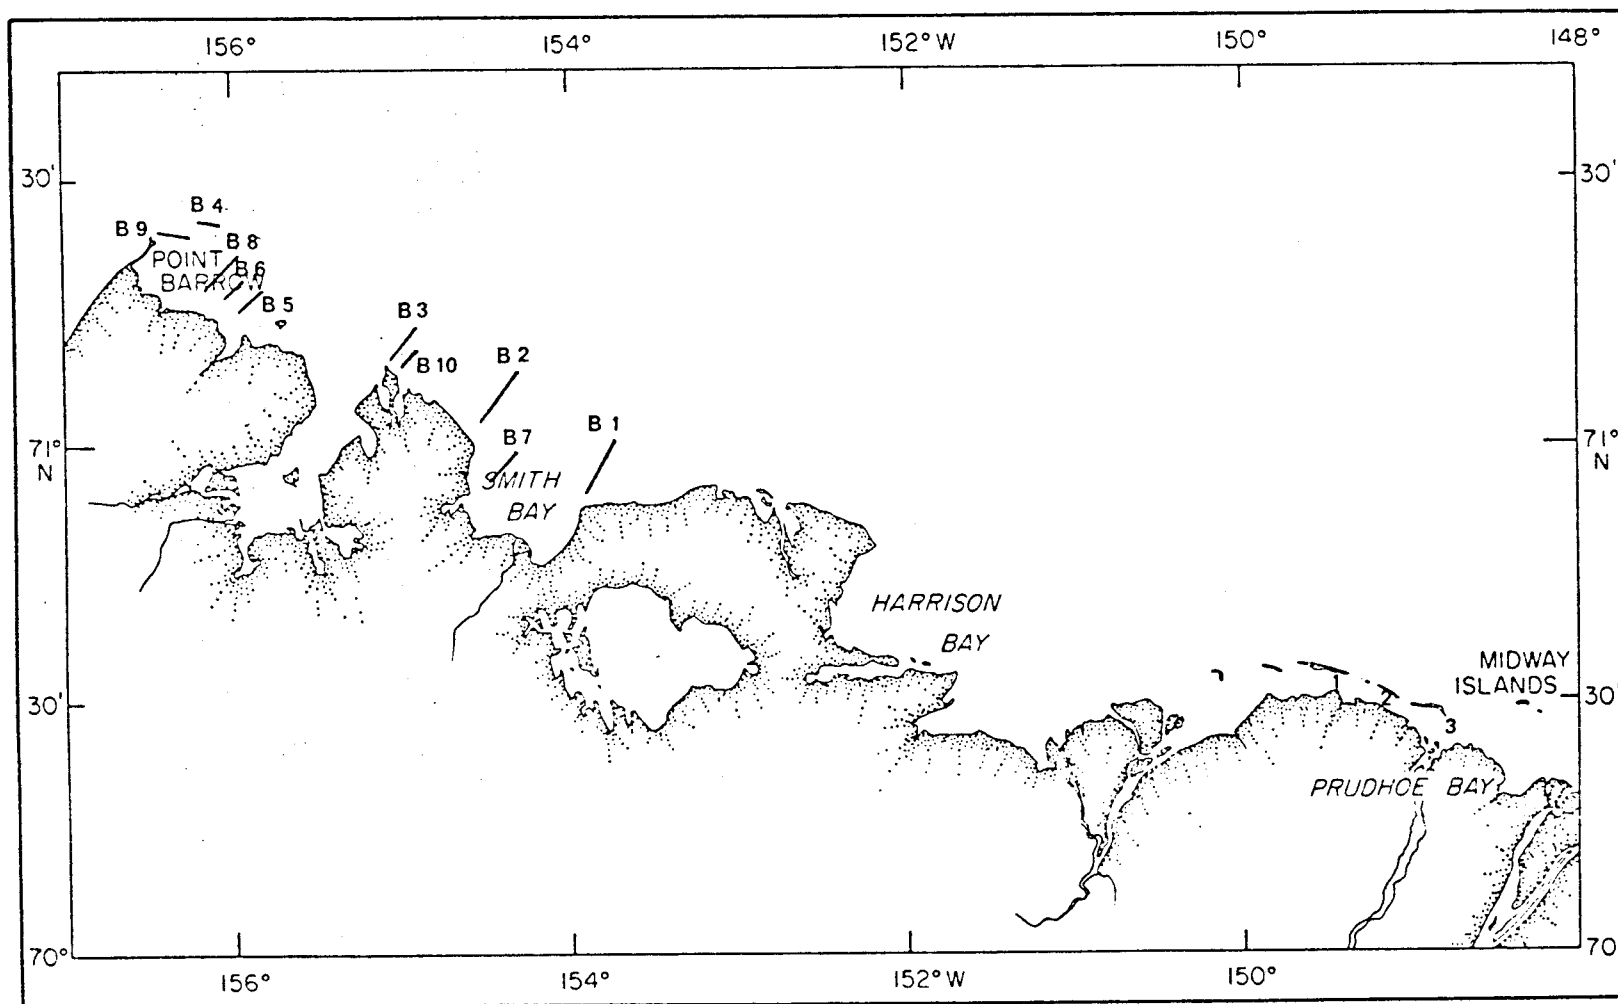 156° 154° 152° W 150° 148°
30' 30'
B 4
B 9
B 8
POINT
B 6
BARROW
B 5
B 3
B 10
B 2
B 1
B 7
71° 71°
N N
SMITH
BAY
HARRISON
BAY
MIDWAY
ISLANDS
30' 30'
1
2
3
PRUDHOE BAY
70° 70
156° 154° 152° W 150°